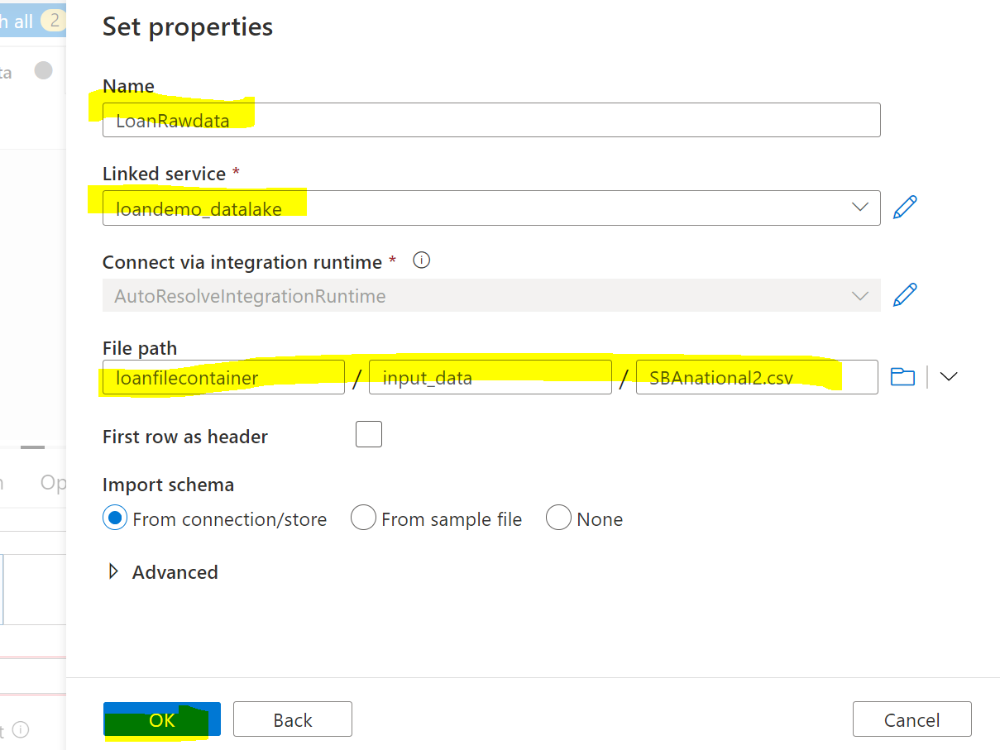 h all 2
Set properties
ta
Name
LoanRawdata
Linked service *
loandemo_datalake
Connect via integration runtime *
AutoResolveIntegrationRuntime
File path
loanfilecontainer / input_data / SBAnational2.csv
First row as header
Op
Import schema
From connection/store From sample file None
Advanced
OK Back Cancel
t